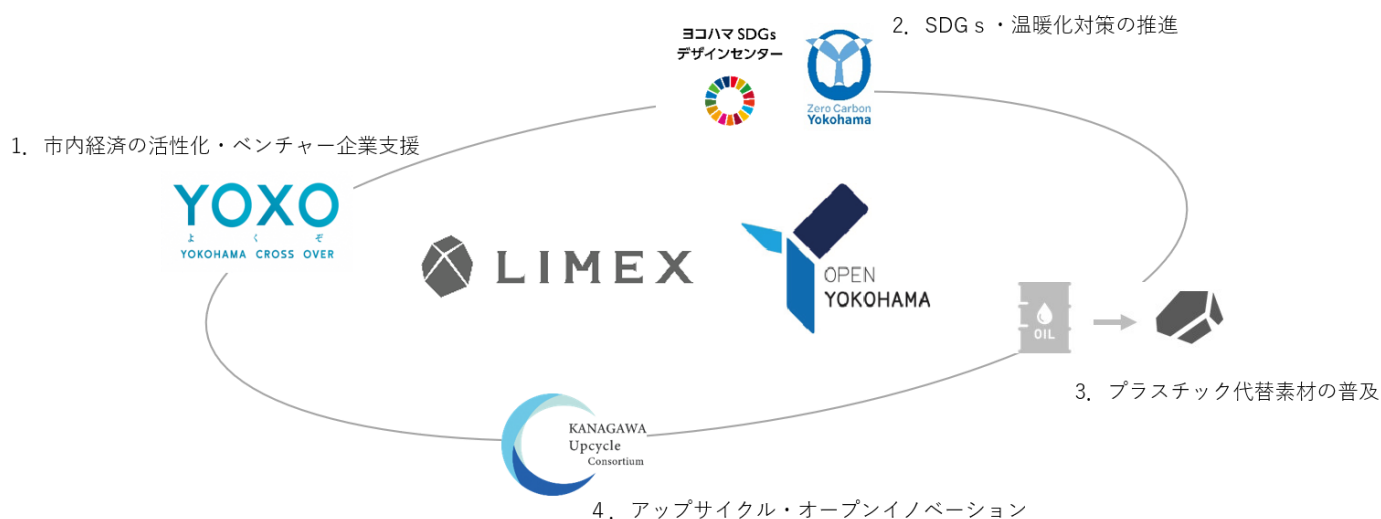 ヨコハマ SDGs
デザインセンター
Zero Carbon
Yokohama
2．SDGｓ・温暖化対策の推進
1．市内経済の活性化・ベンチャー企業支援
YOXO
よ く ぞ
YOKOHAMA CROSS OVER
LIMEX
OPEN
YOKOHAMA
OIL
3．プラスチック代替素材の普及
KANAGAWA
Upcycle
Consortium
4．アップサイクル・オープンイノベーション